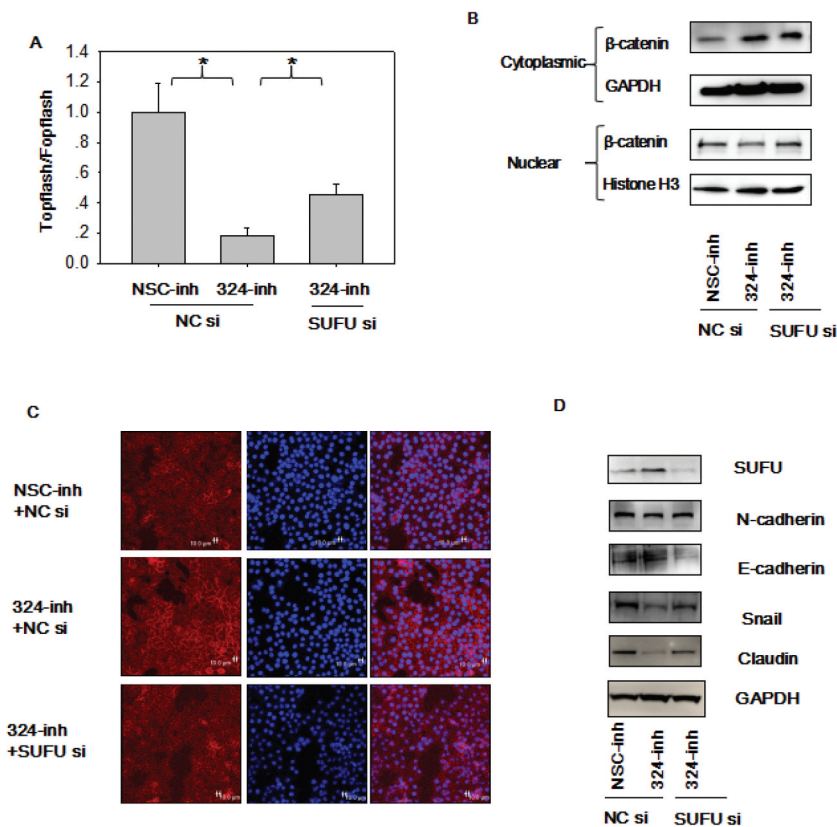 A
Topflash/Fopflash
1.4
1.2
1.0
.8
.6
.4
.2
0.0
* *
NSC-inh 324-inh 324-inh
NC si SUFU si
B
Cytoplasmic
β-catenin
GAPDH
Nuclear
β-catenin
Histone H3
NSC-inh 324-inh 324-inh
NC si SUFU si
C
NSC-inh
+NC si
324-inh
+NC si
324-inh
+SUFU si
D
SUFU
N-cadherin
E-cadherin
Snail
Claudin
GAPDH
NSC-inh 324-inh 324-inh
NC si SUFU si